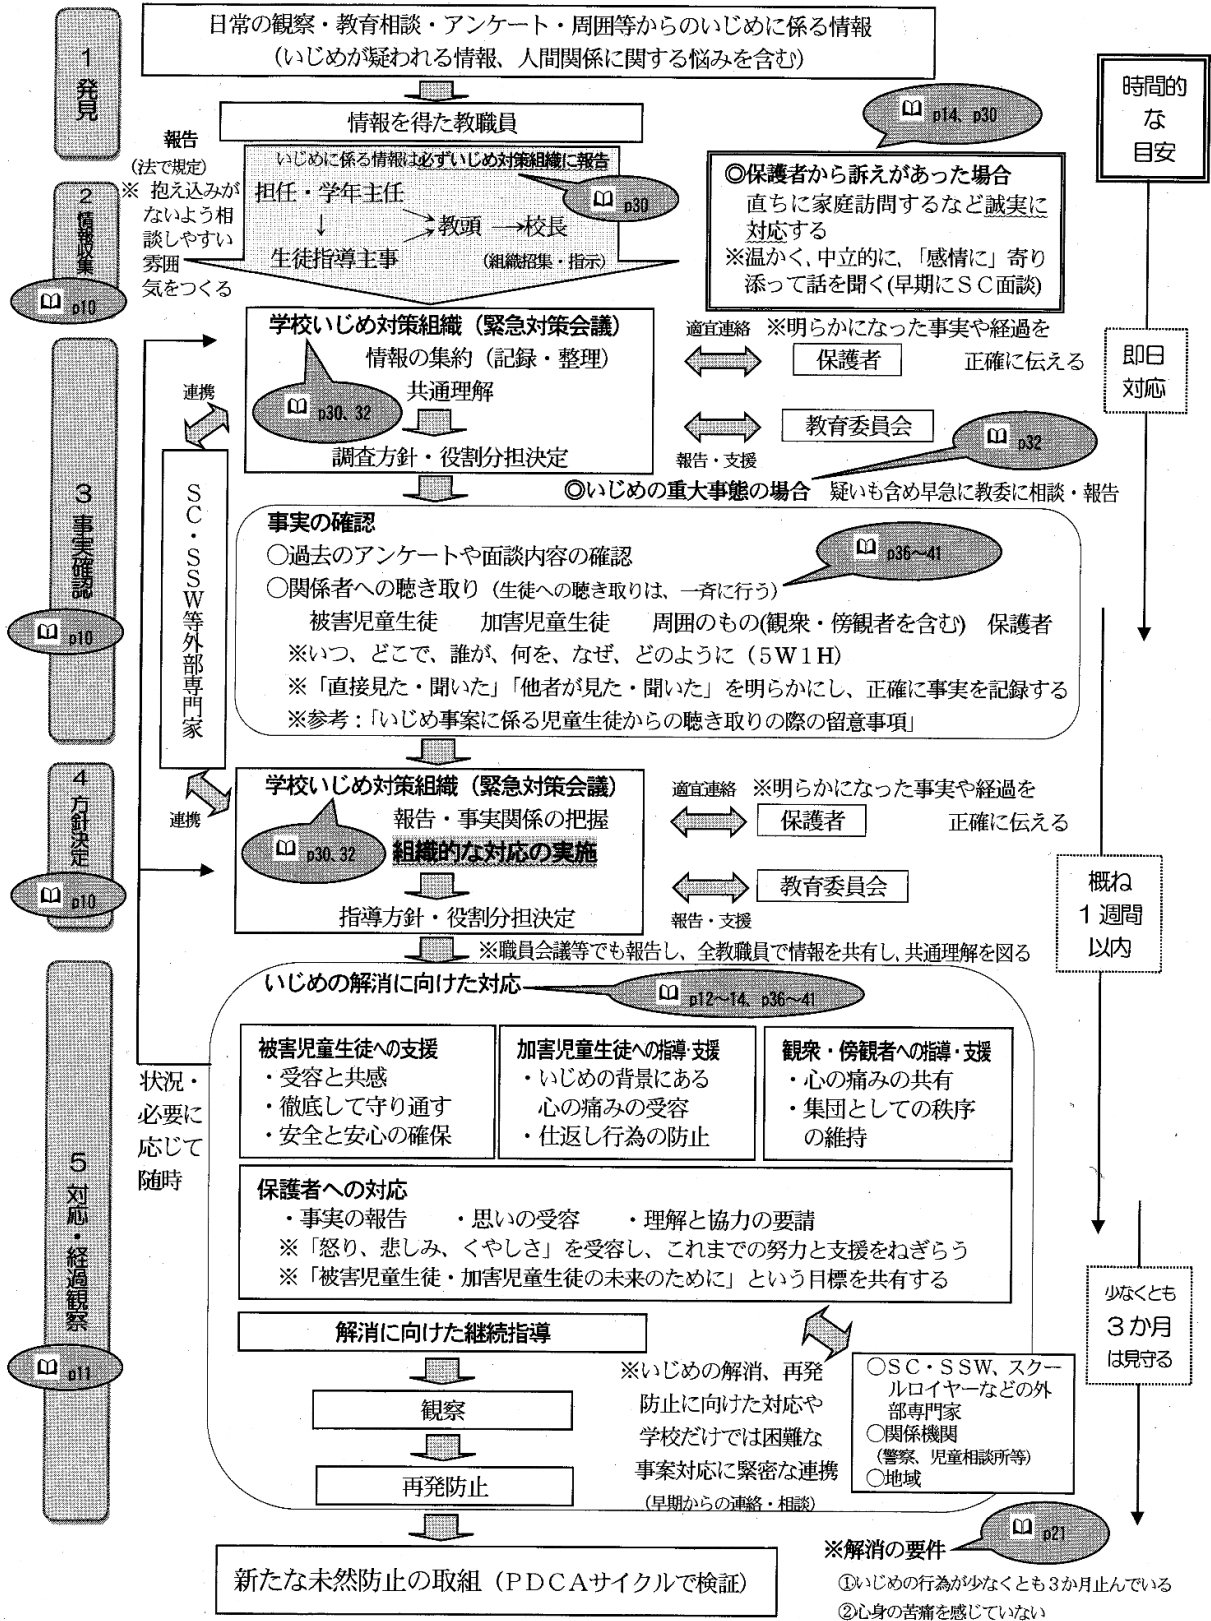 日常の観察・教育相談・アンケート・周囲等からのいじめに係る情報
(いじめが疑われる情報、人間関係に関する悩みを含む)
1 発見
情報を得た教職員
p14、p30
時間的
な
目安
報告
(法で規定)
※ 抱え込みが
ないよう相
談しやすい
雰囲
気をつくる
2 情報収集
p10
いじめに係る情報は必ずいじめ対策組織に報告
担任・学年主任
↓
生徒指導主事
→教頭→校長
(組織招集・指示)
p30
◎保護者から訴えがあった場合
直ちに家庭訪問するなど誠実に
対応する
※温かく、中立的に、「感情に」寄り
添って話を聞く(早期にSC面談)
学校いじめ対策組織(緊急対策会議)
情報の集約(記録・整理)
共通理解
p30、32
調査方針・役割分担決定
適宜連絡 ※明らかになった事実や経過を
保護者 正確に伝える
教育委員会
報告・支援
p32
即日
対応
連携
SC・SSW等外部専門家
3 事実確認
p10
◎いじめの重大事態の場合 疑いも含め早急に教委に相談・報告
事実の確認
○過去のアンケートや面談内容の確認
p36~41
○関係者への聴き取り(生徒への聴き取りは、一斉に行う)
被害児童生徒 加害児童生徒 周囲のもの(観衆・傍観者を含む) 保護者
※いつ、どこで、誰が、何を、なぜ、どのように(5W1H)
※「直接見た・聞いた」「他者が見た・聞いた」を明らかにし、正確に事実を記録する
※参考:「いじめ事案に係る児童生徒からの聴き取りの際の留意事項」
4 方針決定
p10
連携
学校いじめ対策組織(緊急対策会議)
報告・事実関係の把握
p30、32
組織的な対応の実施
指導方針・役割分担決定
適宜連絡 ※明らかになった事実や経過を
保護者 正確に伝える
教育委員会
報告・支援
概ね
1週間
以内
※職員会議等でも報告し、全教職員で情報を共有し、共通理解を図る
5 対応・経過観察
p11
いじめの解消に向けた対応
p12~14、p36~41
被害児童生徒への支援
・受容と共感
・徹底して守り通す
・安全と安心の確保
加害児童生徒への指導・支援
・いじめの背景にある
心の痛みの受容
・仕返し行為の防止
観衆・傍観者への指導・支援
・心の痛みの共有
・集団としての秩序
の維持
状況・
必要に
応じて
随時
保護者への対応
・事実の報告 ・思いの受容 ・理解と協力の要請
※「怒り、悲しみ、くやしさ」を受容し、これまでの努力と支援をねぎらう
※「被害児童生徒・加害児童生徒の未来のために」という目標を共有する
少なくとも
3か月
は見守る
解消に向けた継続指導
観察
再発防止
※いじめの解消、再発
防止に向けた対応や
学校だけでは困難な
事案対応に緊密な連携
(早期からの連絡・相談)
○SC・SSW、スクー
ルロイヤーなどの外
部専門家
○関係機関
(警察、児童相談所等)
○地域
新たな未然防止の取組(PDCAサイクルで検証)
p21
※解消の要件
①いじめの行為が少なくとも3か月止んでいる
②心身の苦痛を感じていない